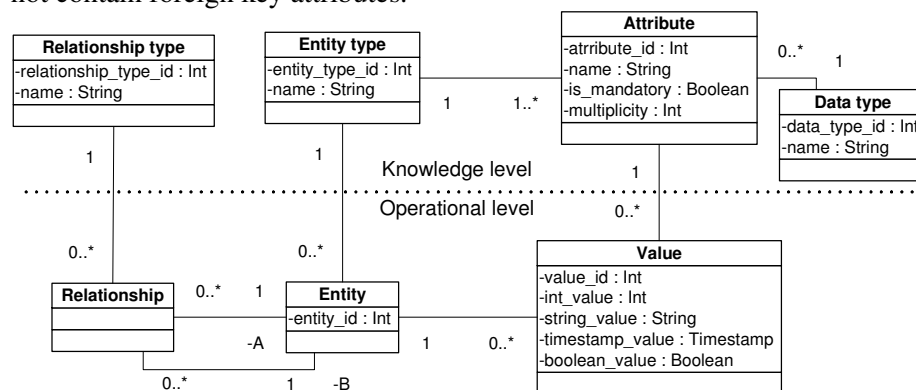 not contain foreign key attributes.
Relationship type
-relationship_type_id : Int
-name : String
Entity type
-entity_type_id : Int
-name : String
Attribute
-atrribute_id : Int
-name : String
-is_mandatory : Boolean
-multiplicity : Int
Data type
-data_type_id : Int
-name : String
1
1..*
0..*
1
1
1
1
Knowledge level
Operational level
0..*
0..*
0..*
Relationship
Entity
-entity_id : Int
Value
-value_id : Int
-int_value : Int
-string_value : String
-timestamp_value : Timestamp
-boolean_value : Boolean
0..*
1
-A
1
0..*
0..*
1
-B